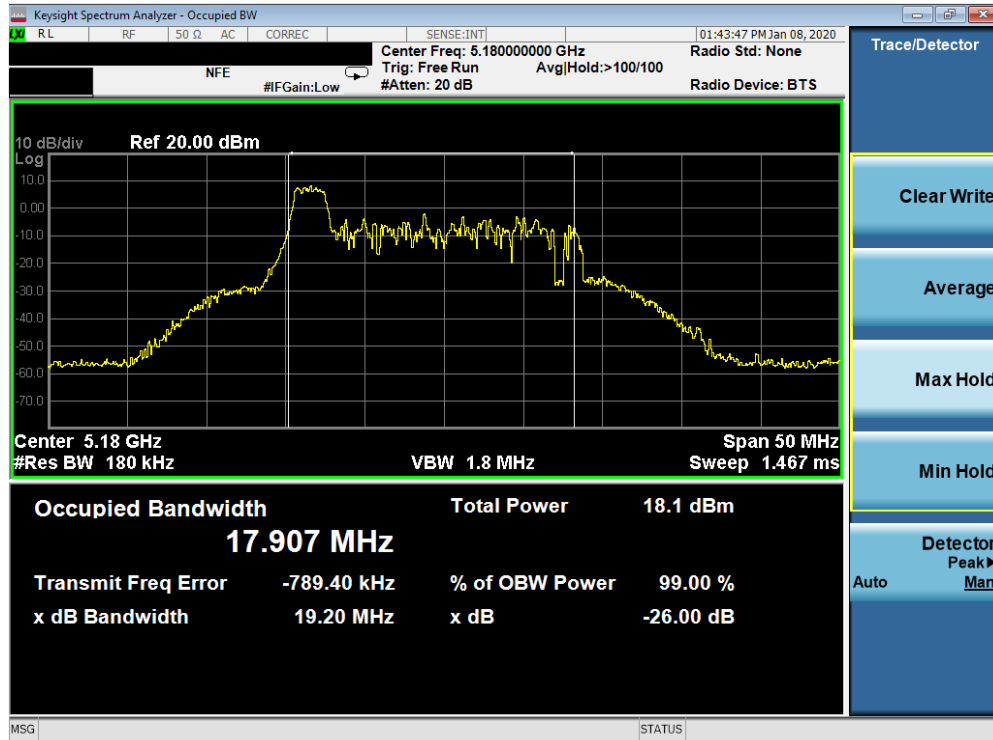 Keysight Spectrum Analyzer - Occupied BW
LXI RL RF 50 Ω AC CORREC SENSE:INT 01:43:47 PM Jan 08, 2020
Center Freq: 5.180000000 GHz Radio Std: None
NFE Trig: Free Run Avg|Hold:>100/100
#IFGain:Low #Atten: 20 dB Radio Device: BTS
Trace/Detector
10 dB/div Ref 20.00 dBm
Log
10.0
0.00
-10.0
-20.0
-30.0
-40.0
-50.0
-60.0
-70.0
Center 5.18 GHz Span 50 MHz
#Res BW 180 kHz VBW 1.8 MHz Sweep 1.467 ms
Clear Write
Average
Max Hold
Min Hold
Detector
Peak
Auto Man
Occupied Bandwidth Total Power 18.1 dBm
17.907 MHz
Transmit Freq Error -789.40 kHz % of OBW Power 99.00 %
x dB Bandwidth 19.20 MHz x dB -26.00 dB
MSG STATUS